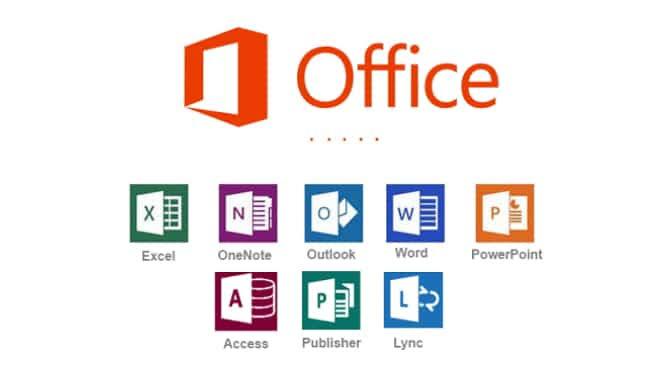 Office
X N O W P
Excel OneNote Outlook Word PowerPoint
A P L
Access Publisher Lync